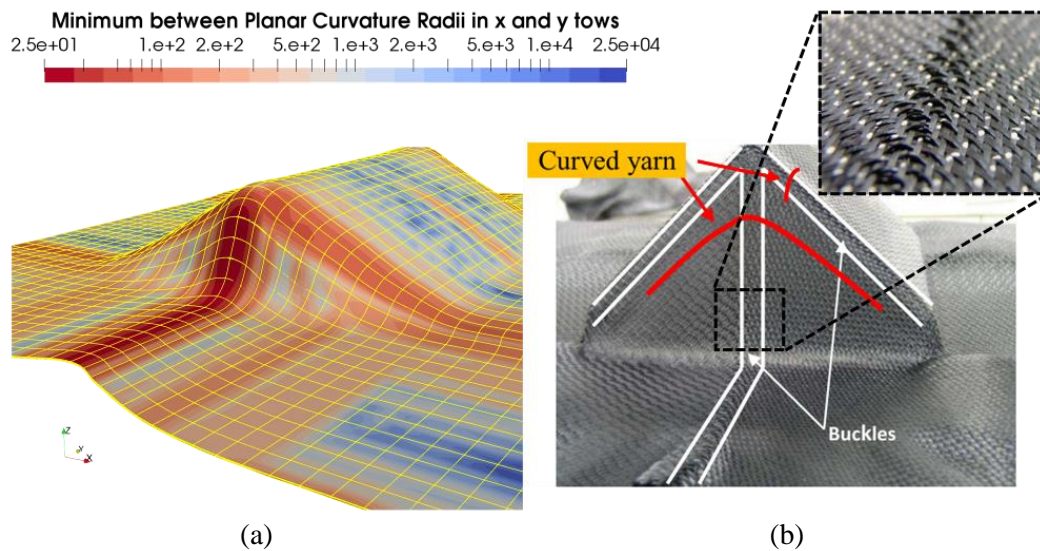 Minimum between Planar Curvature Radii in x and y tows
2.5e+01 1.e+2 2.e+2 5.e+2 1.e+3 2.e+3 5.e+3 1.e+4 2.5e+04
Curved yarn
Buckles
Z
Y
X
(a) (b)